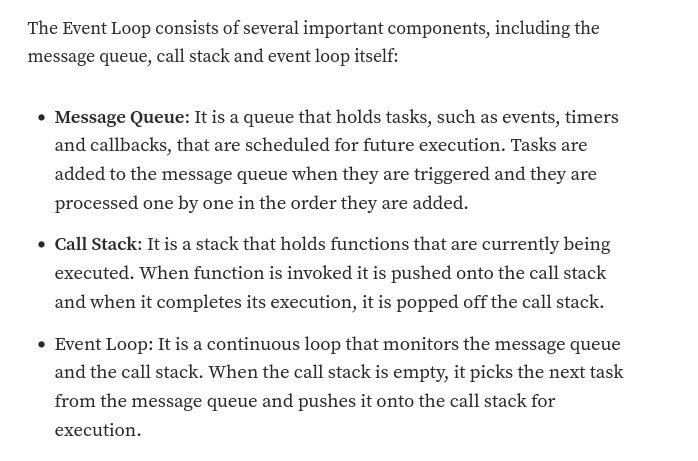 The Event Loop consists of several important components, including the
message queue, call stack and event loop itself:
• Message Queue: It is a queue that holds tasks, such as events, timers
and callbacks, that are scheduled for future execution. Tasks are
added to the message queue when they are triggered and they are
processed one by one in the order they are added.
• Call Stack: It is a stack that holds functions that are currently being
executed. When function is invoked it is pushed onto the call stack
and when it completes its execution, it is popped off the call stack.
• Event Loop: It is a continuous loop that monitors the message queue
and the call stack. When the call stack is empty, it picks the next task
from the message queue and pushes it onto the call stack for
execution.